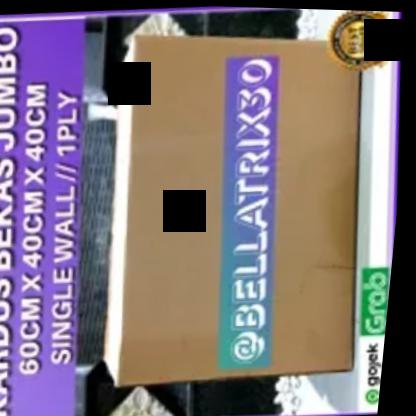 KARDUS BEKAS JUMBO
60CM X 40CM X 40CM
SINGLE WALL // 1PLY
@BELLATRIX30
gojek
Grab